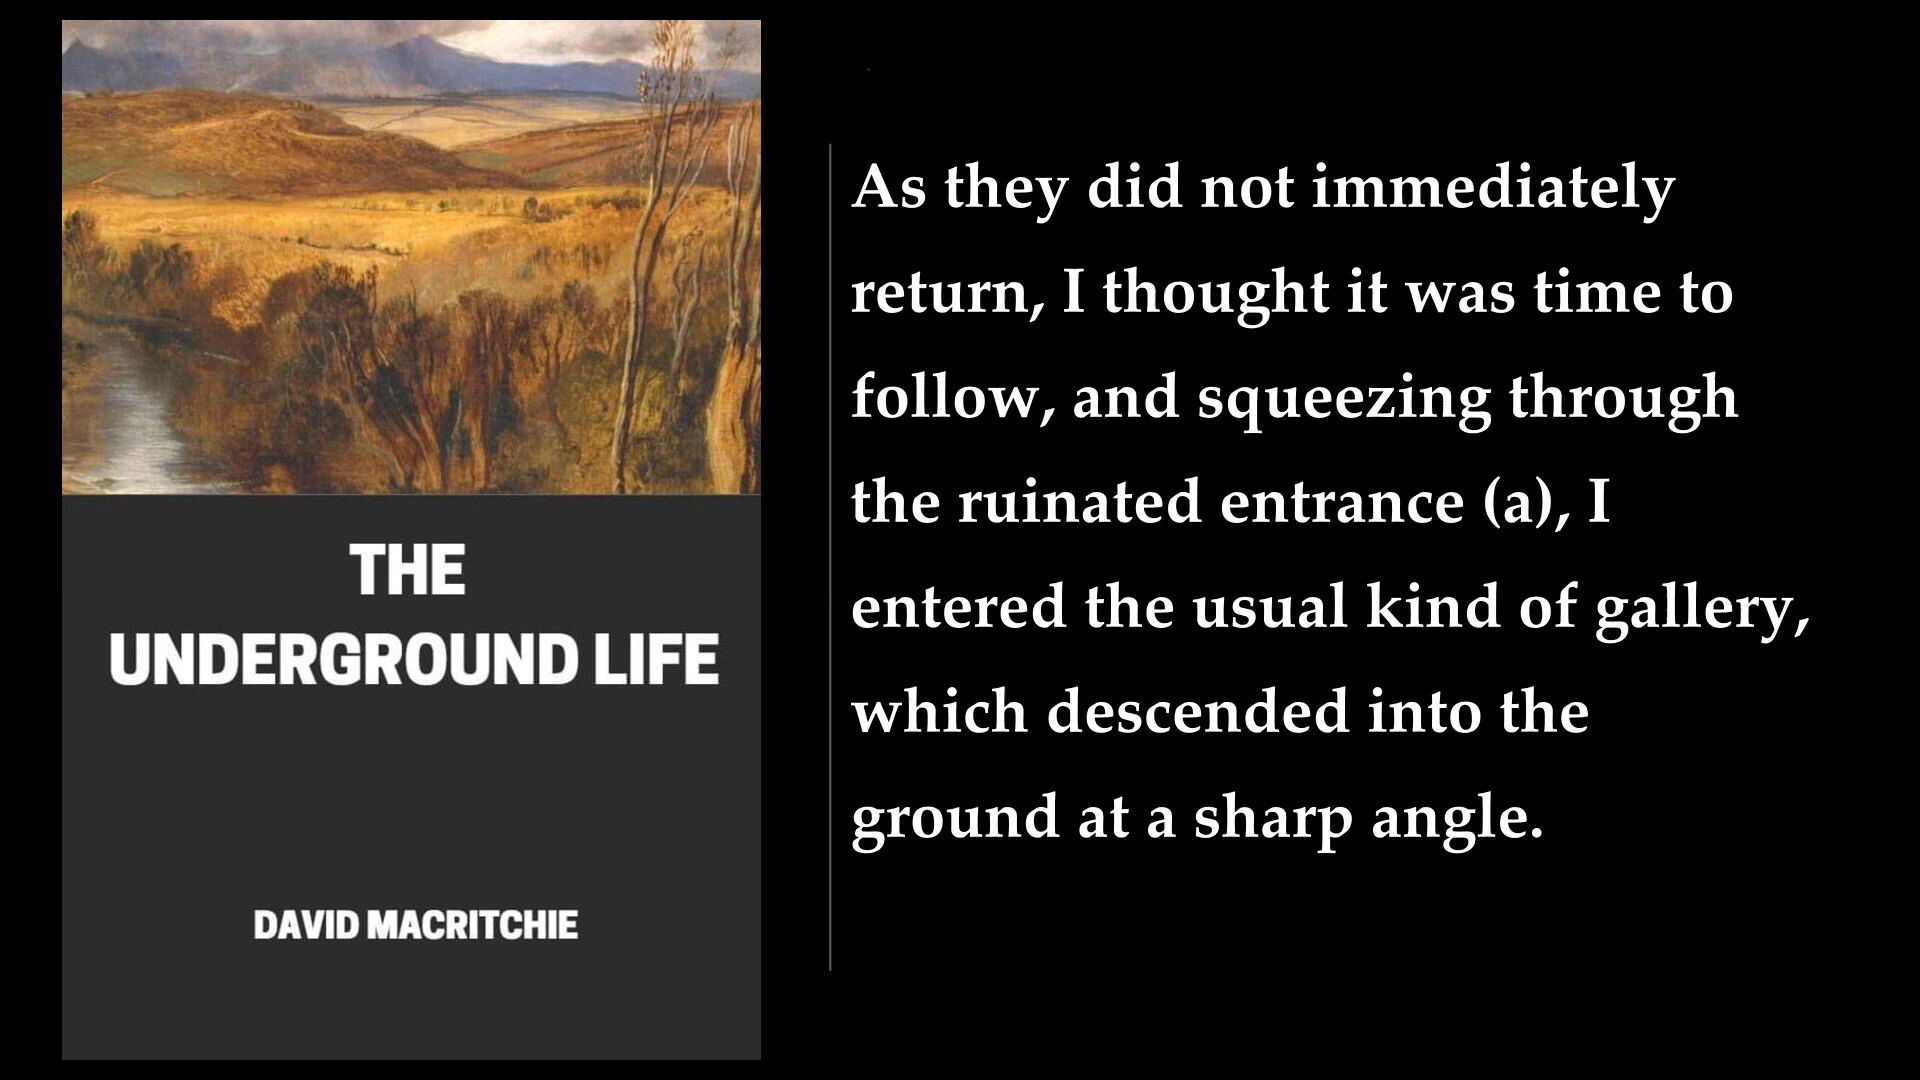 THE
UNDERGROUND LIFE
DAVID MACRITCHIE
As they did not immediately
return, I thought it was time to
follow, and squeezing through
the ruinated entrance (a), I
entered the usual kind of gallery,
which descended into the
ground at a sharp angle.